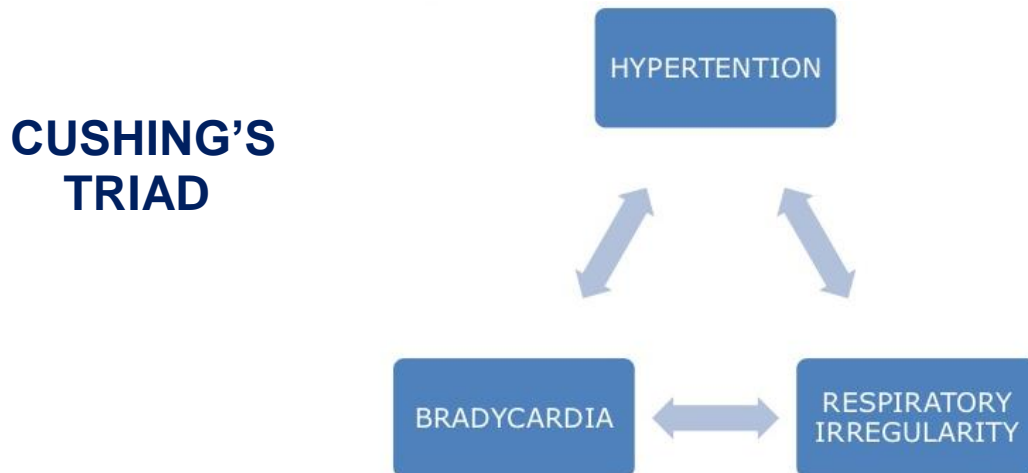 HYPERTENTION
CUSHING’S
TRIAD
BRADYCARDIA
RESPIRATORY
IRREGULARITY